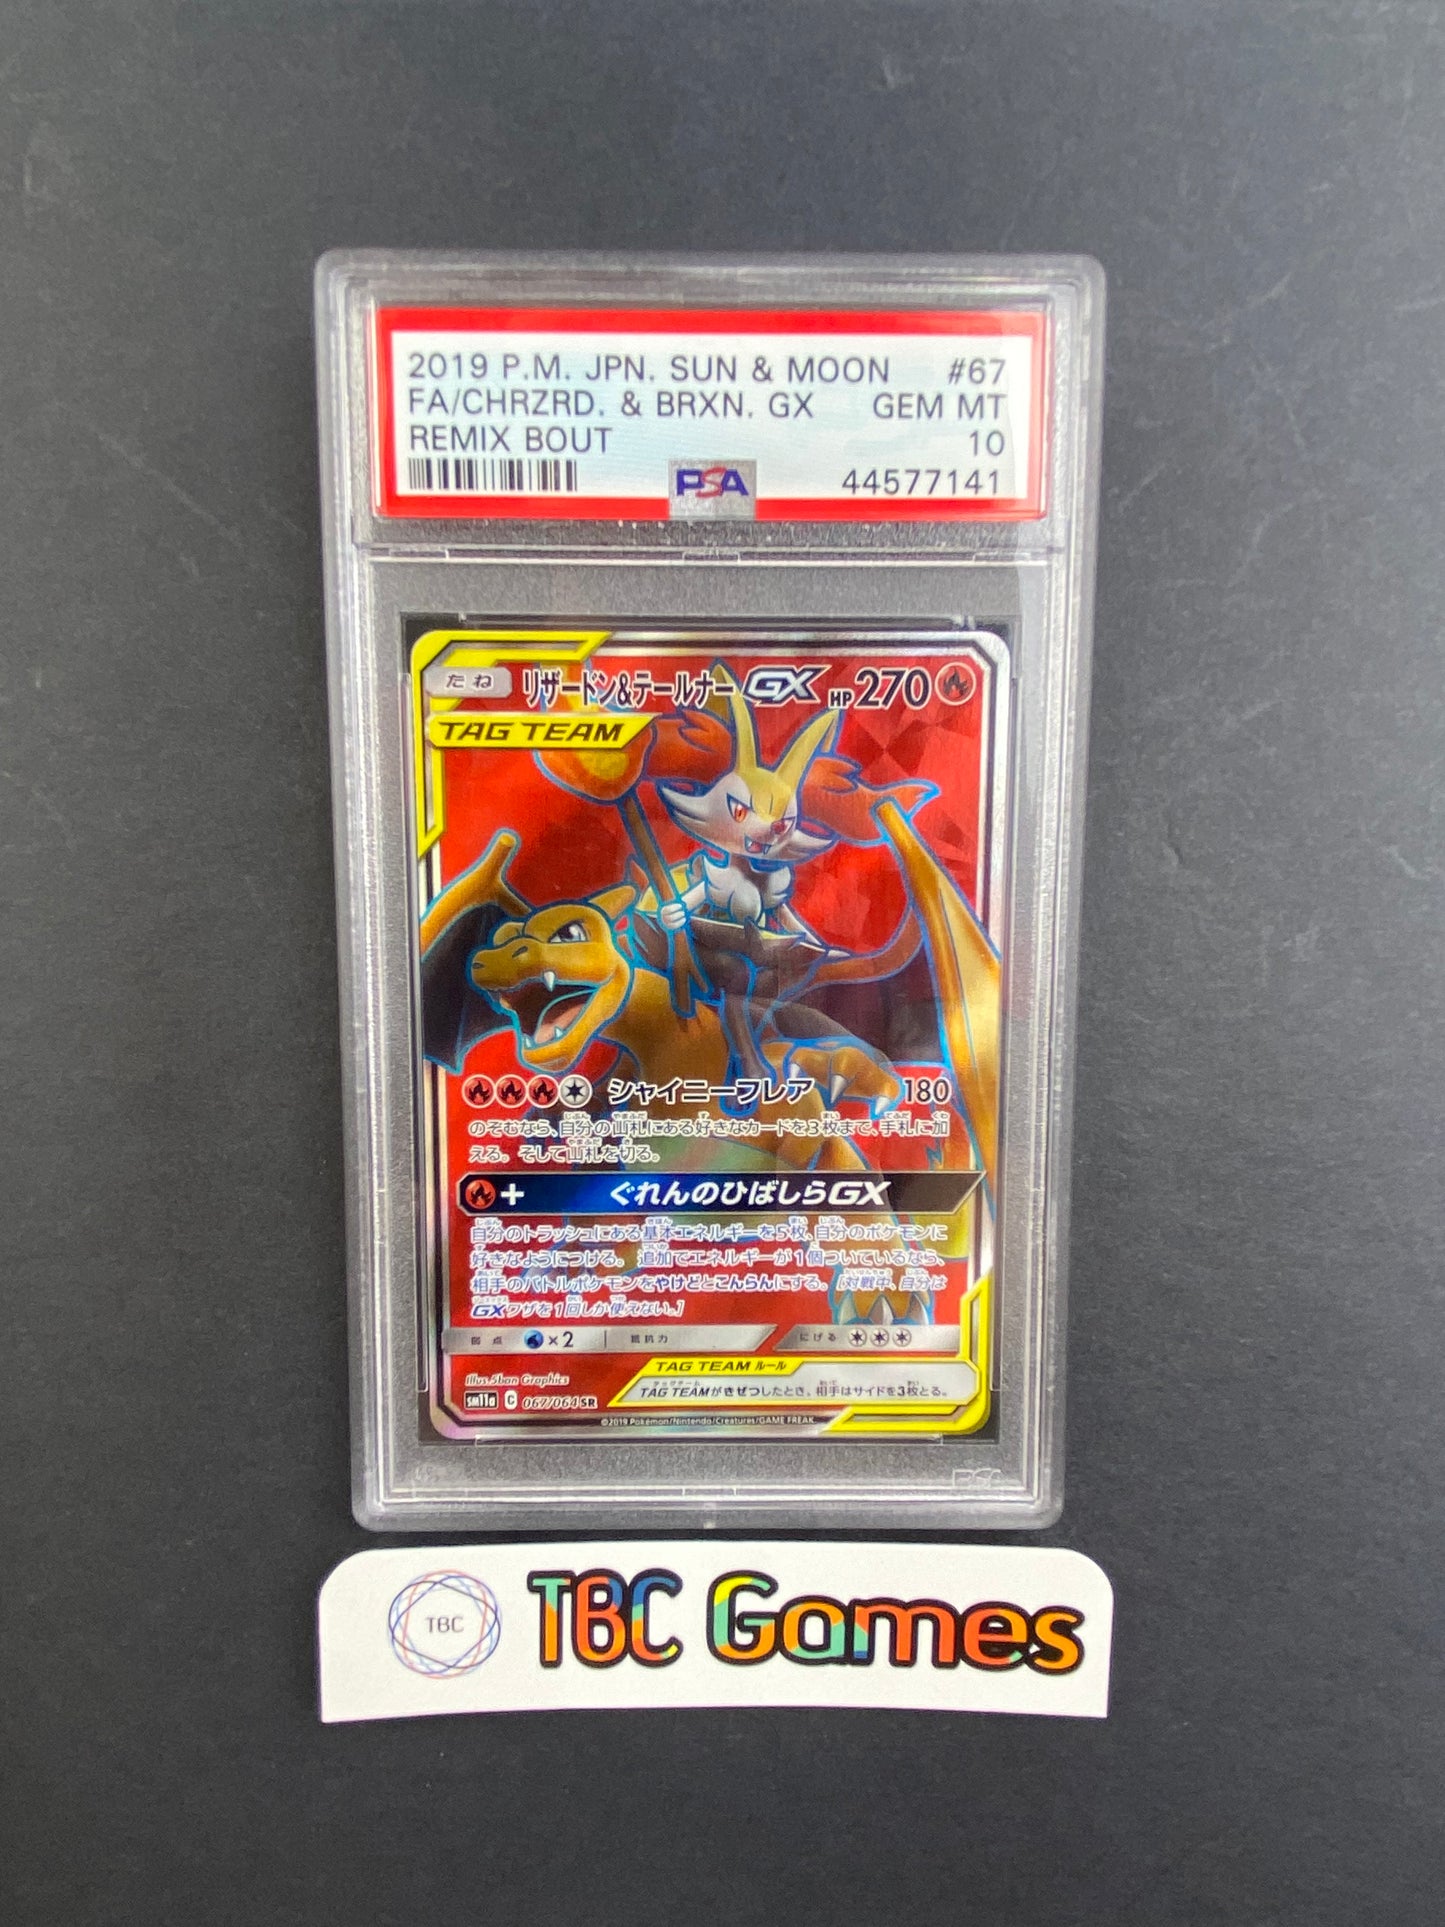 2019 P.M. JPN. SUN & MOON #67
FA/CHRZRD. & BRXN. GX GEM MT
REMIX BOUT 10
PSA 44577141
たね リザードン&テールナーGX HP270
TAG TEAM
シャイニーフレア 180
のぞむなら、自分の山札にある好きなカードを3枚まで、手札に加
える。そして山札を切る。
+ ぐれんのひばしらGX
自分のトラッシュにある基本エネルギーを5枚、自分のポケモンに
好きなようにつける。追加でエネルギーが1個ついているなら、
相手のバトルポケモンをやけどとこんらんにする。[対戦中、自分は
GXワザを1回しか使えない。]
弱点 ×2 抵抗力 にげる
Illus. 5ban Graphics
TAG TEAM ルール
TAG TEAMがきぜつしたとき、相手はサイドを3枚とる。
sm11a C 067/064 SR
©2019 Pokémon/Nintendo/Creatures/GAME FREAK
PSA
TBC
TBC Games